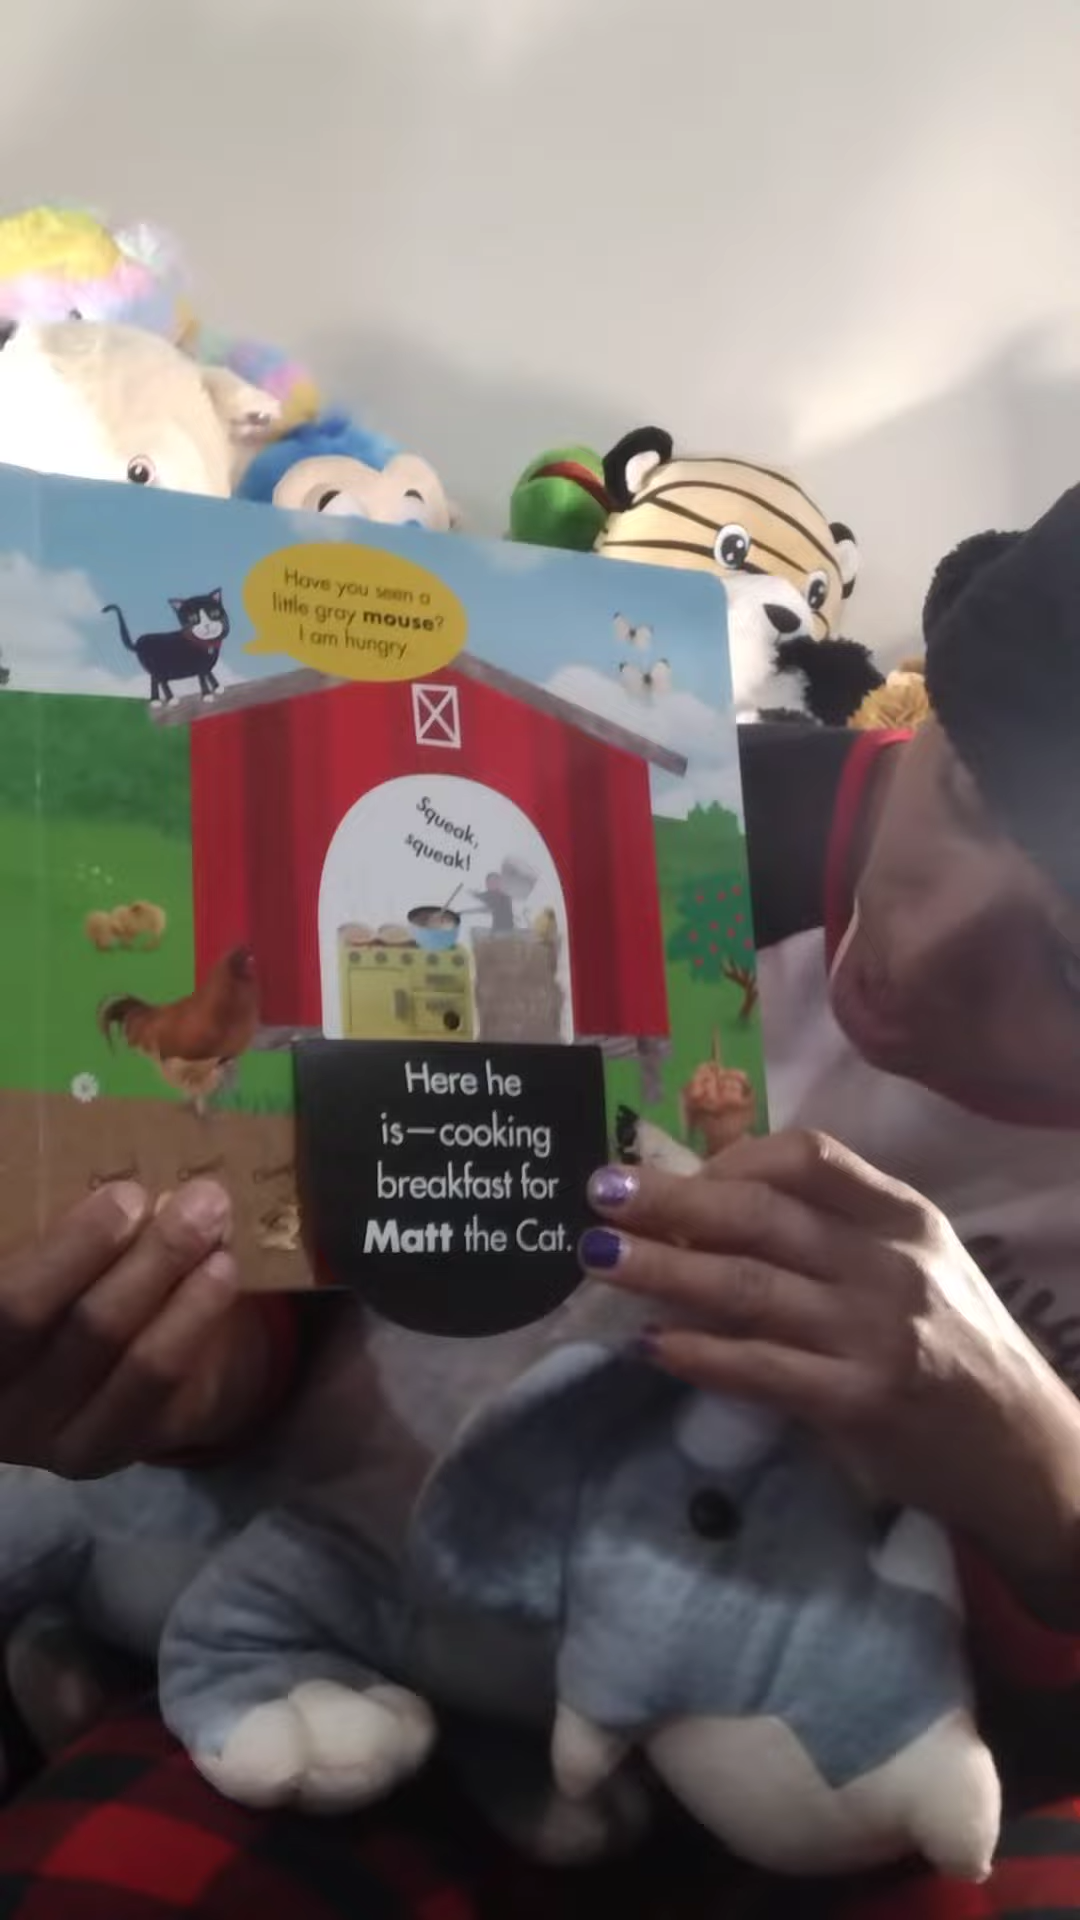 Have you seen a
little gray mouse?
I am hungry
Squeak,
squeak!
Here he
is—cooking
breakfast for
Matt the Cat.